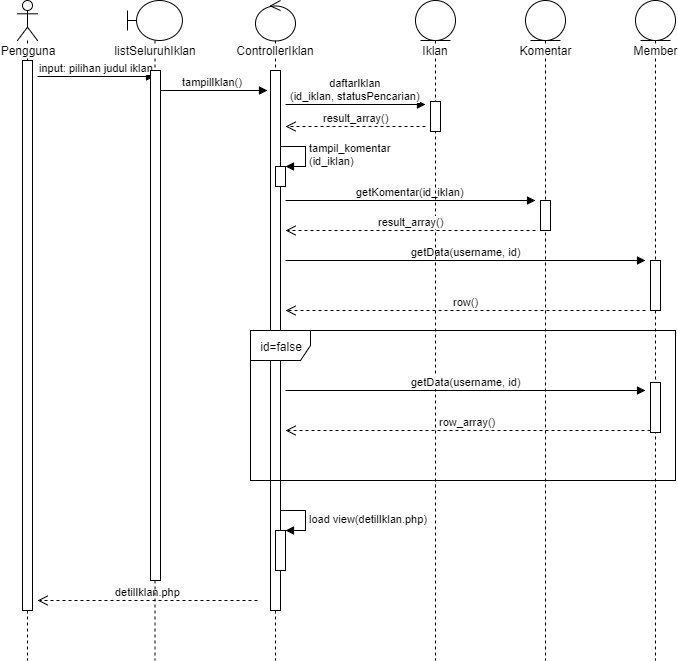 Pengguna
listSeluruhIklan
ControllerIklan
Iklan
Komentar
Member
input: pilihan judul iklan
tampilIklan()
daftarIklan
(id_iklan, statusPencarian)
result_array()
tampil_komentar
(id_iklan)
getKomentar(id_iklan)
result_array()
getData(username, id)
row()
id=false
getData(username, id)
row_array()
load view(detilIklan.php)
detilIklan.php